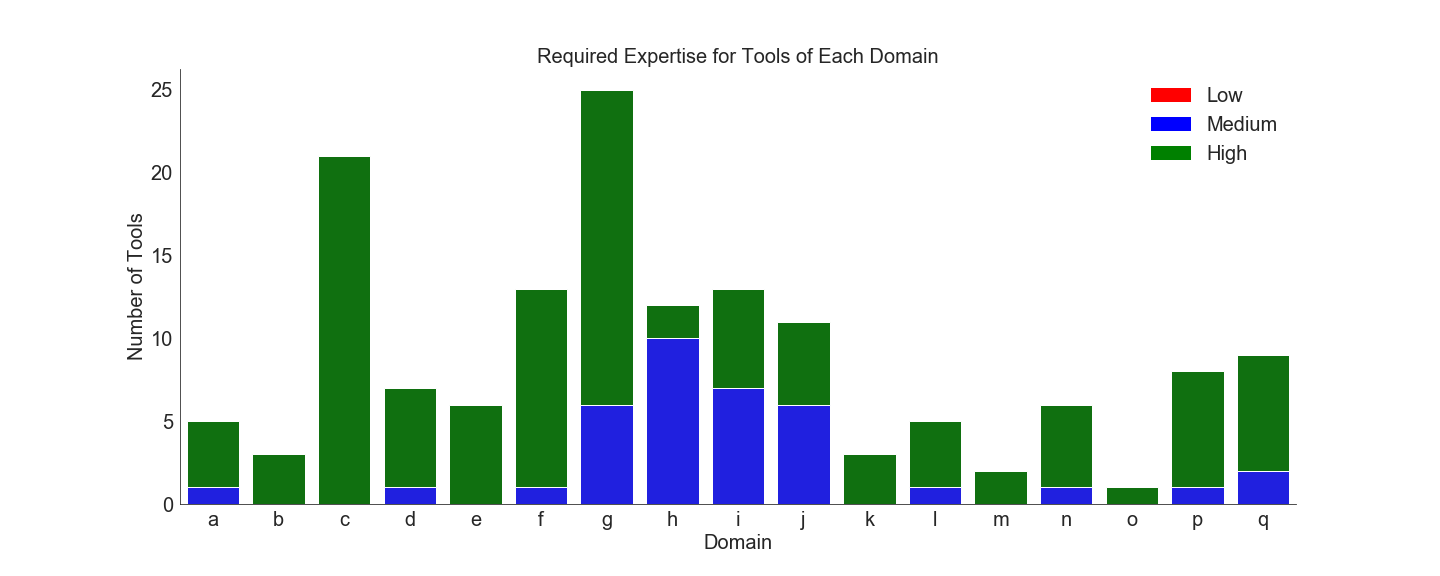 Required Expertise for Tools of Each Domain
Low
Medium
High
Number of Tools
25
20
15
10
5
0
a b c d e f g h i j k l m n o p q
Domain